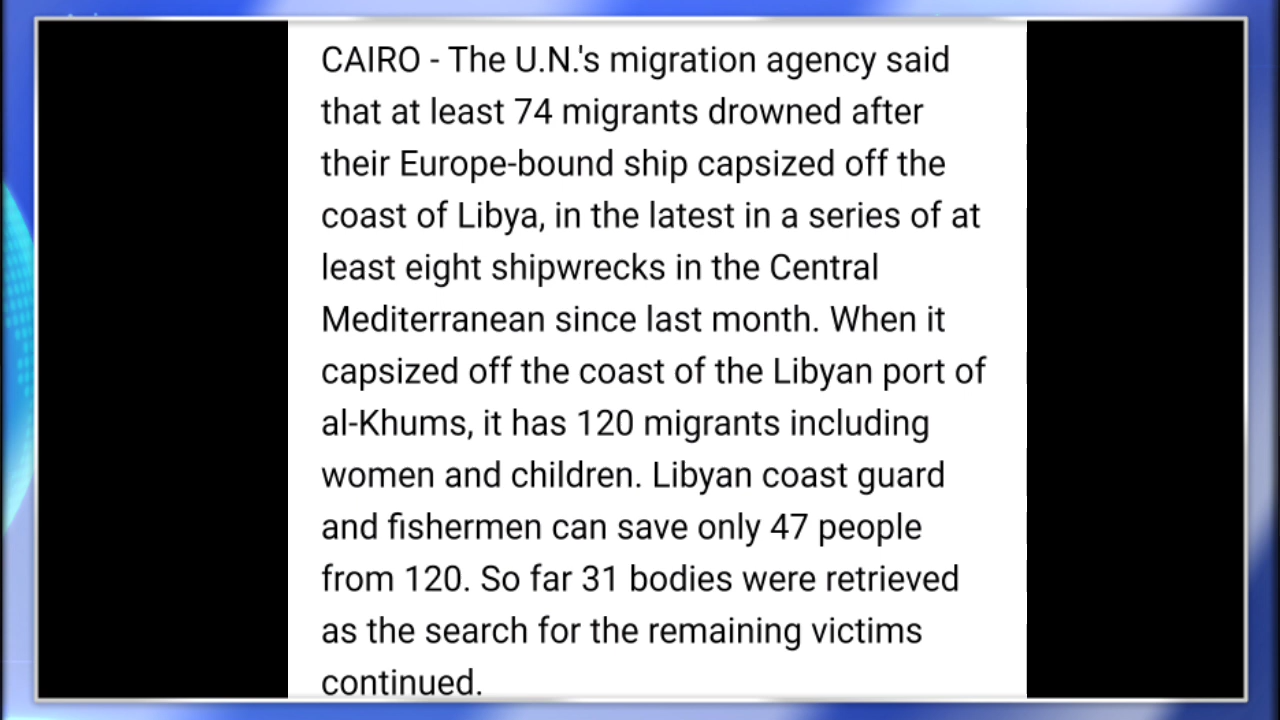 CAIRO - The U.N.'s migration agency said
that at least 74 migrants drowned after
their Europe-bound ship capsized off the
coast of Libya, in the latest in a series of at
least eight shipwrecks in the Central
Mediterranean since last month. When it
capsized off the coast of the Libyan port of
al-Khums, it has 120 migrants including
women and children. Libyan coast guard
and fishermen can save only 47 people
from 120. So far 31 bodies were retrieved
as the search for the remaining victims
continued.